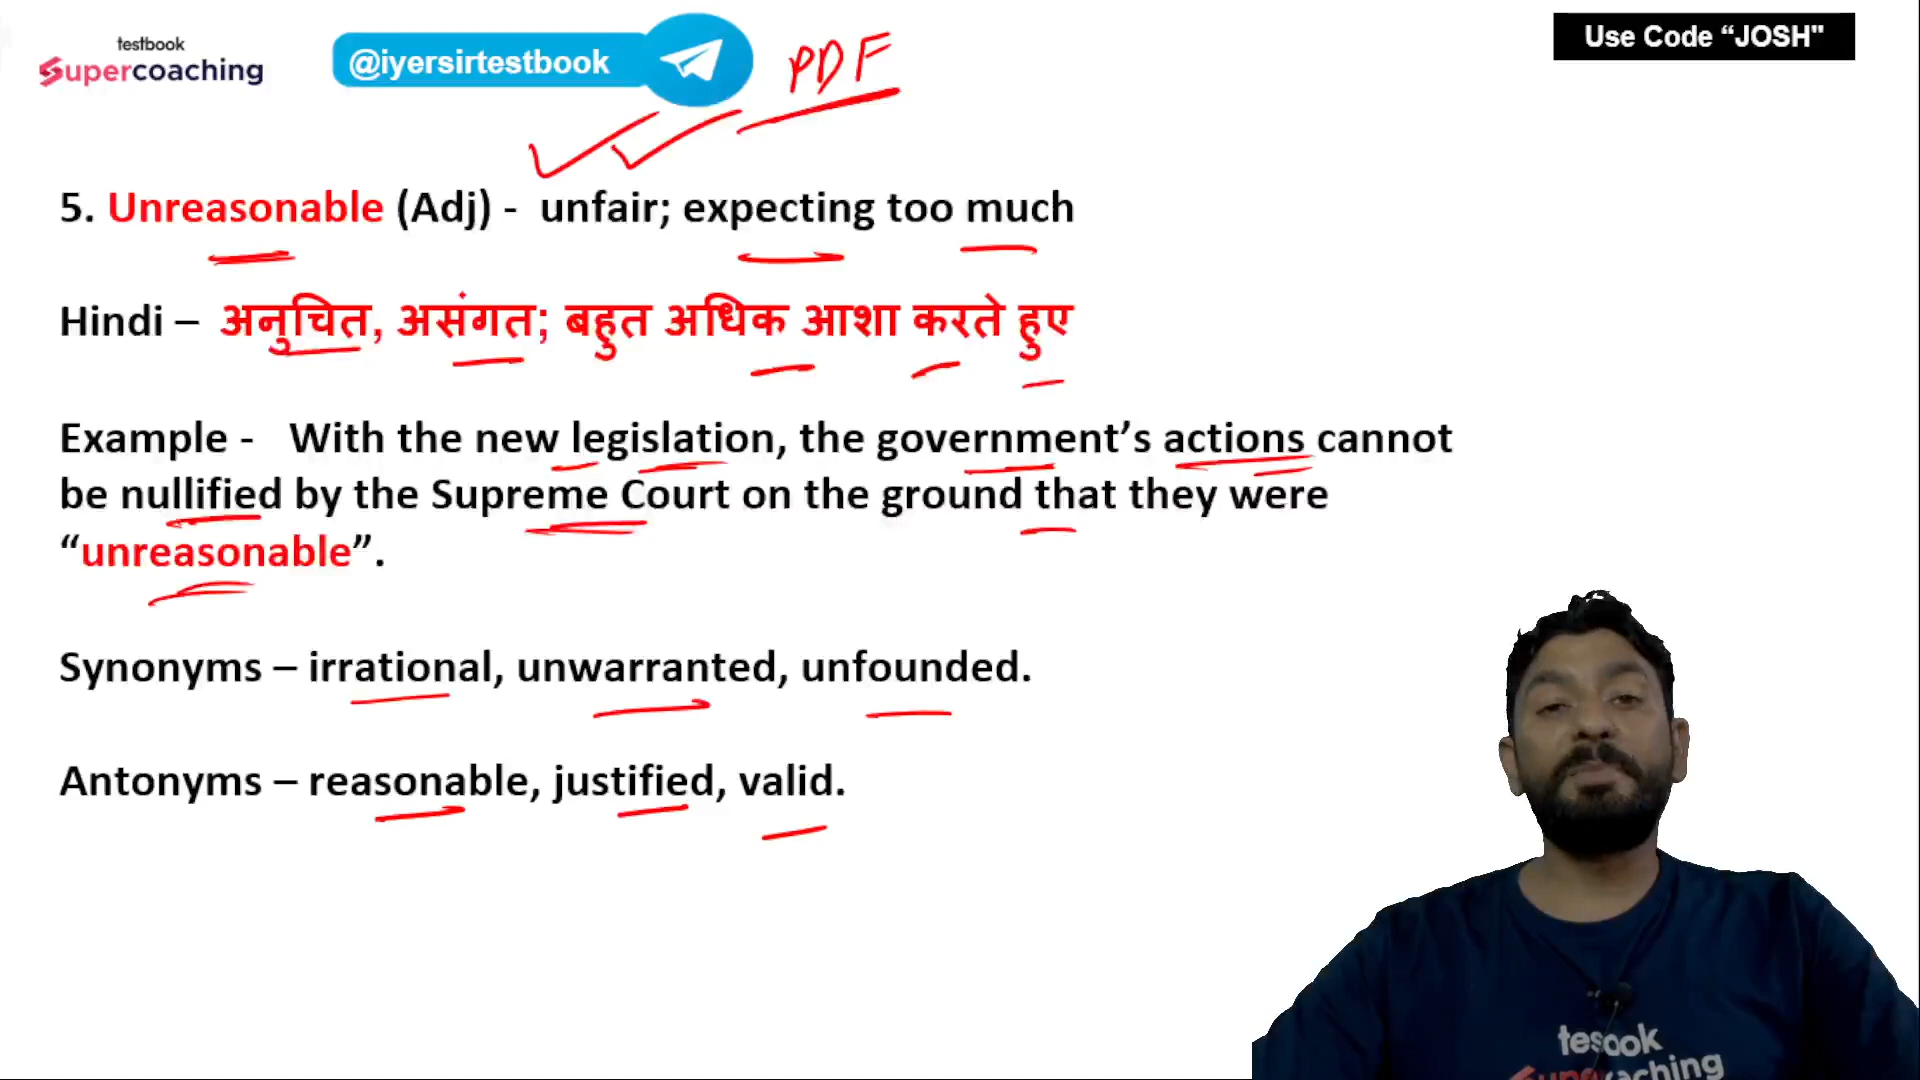 testbook
Supercoaching
@iyersirtestbook
PDF
Use Code “JOSH"
5. Unreasonable (Adj) - unfair; expecting too much
Hindi – अनुचित, असंगत; बहुत अधिक आशा करते हुए
Example - With the new legislation, the government’s actions cannot
be nullified by the Supreme Court on the ground that they were
“unreasonable”.
Synonyms – irrational, unwarranted, unfounded.
Antonyms – reasonable, justified, valid.